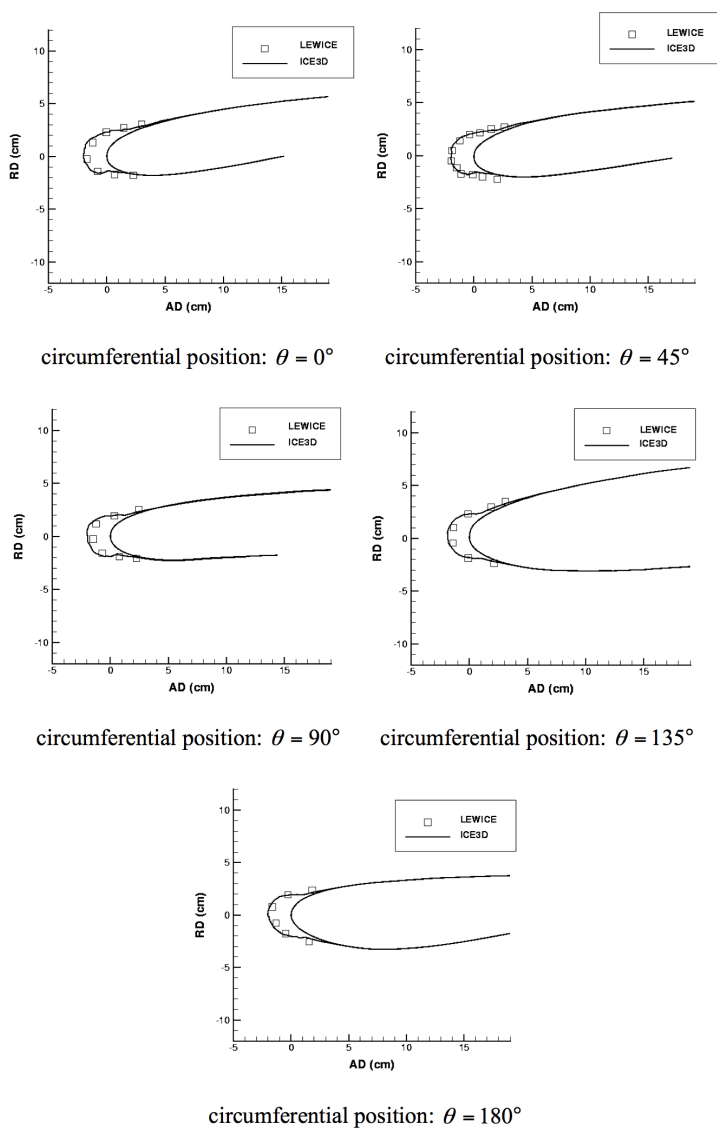 LEWICE
ICE3D
10
5
0
-5
-10
RD (cm)
-5 0 5 10 15
AD (cm)
circumferential position: θ = 0°
LEWICE
ICE3D
10
5
0
-5
-10
RD (cm)
-5 0 5 10 15
AD (cm)
circumferential position: θ = 45°
LEWICE
ICE3D
10
5
0
-5
-10
RD (cm)
-5 0 5 10 15
AD (cm)
circumferential position: θ = 90°
LEWICE
ICE3D
10
5
0
-5
-10
RD (cm)
-5 0 5 10 15
AD (cm)
circumferential position: θ = 135°
LEWICE
ICE3D
10
5
0
-5
-10
RD (cm)
-5 0 5 10 15
AD (cm)
circumferential position: θ = 180°